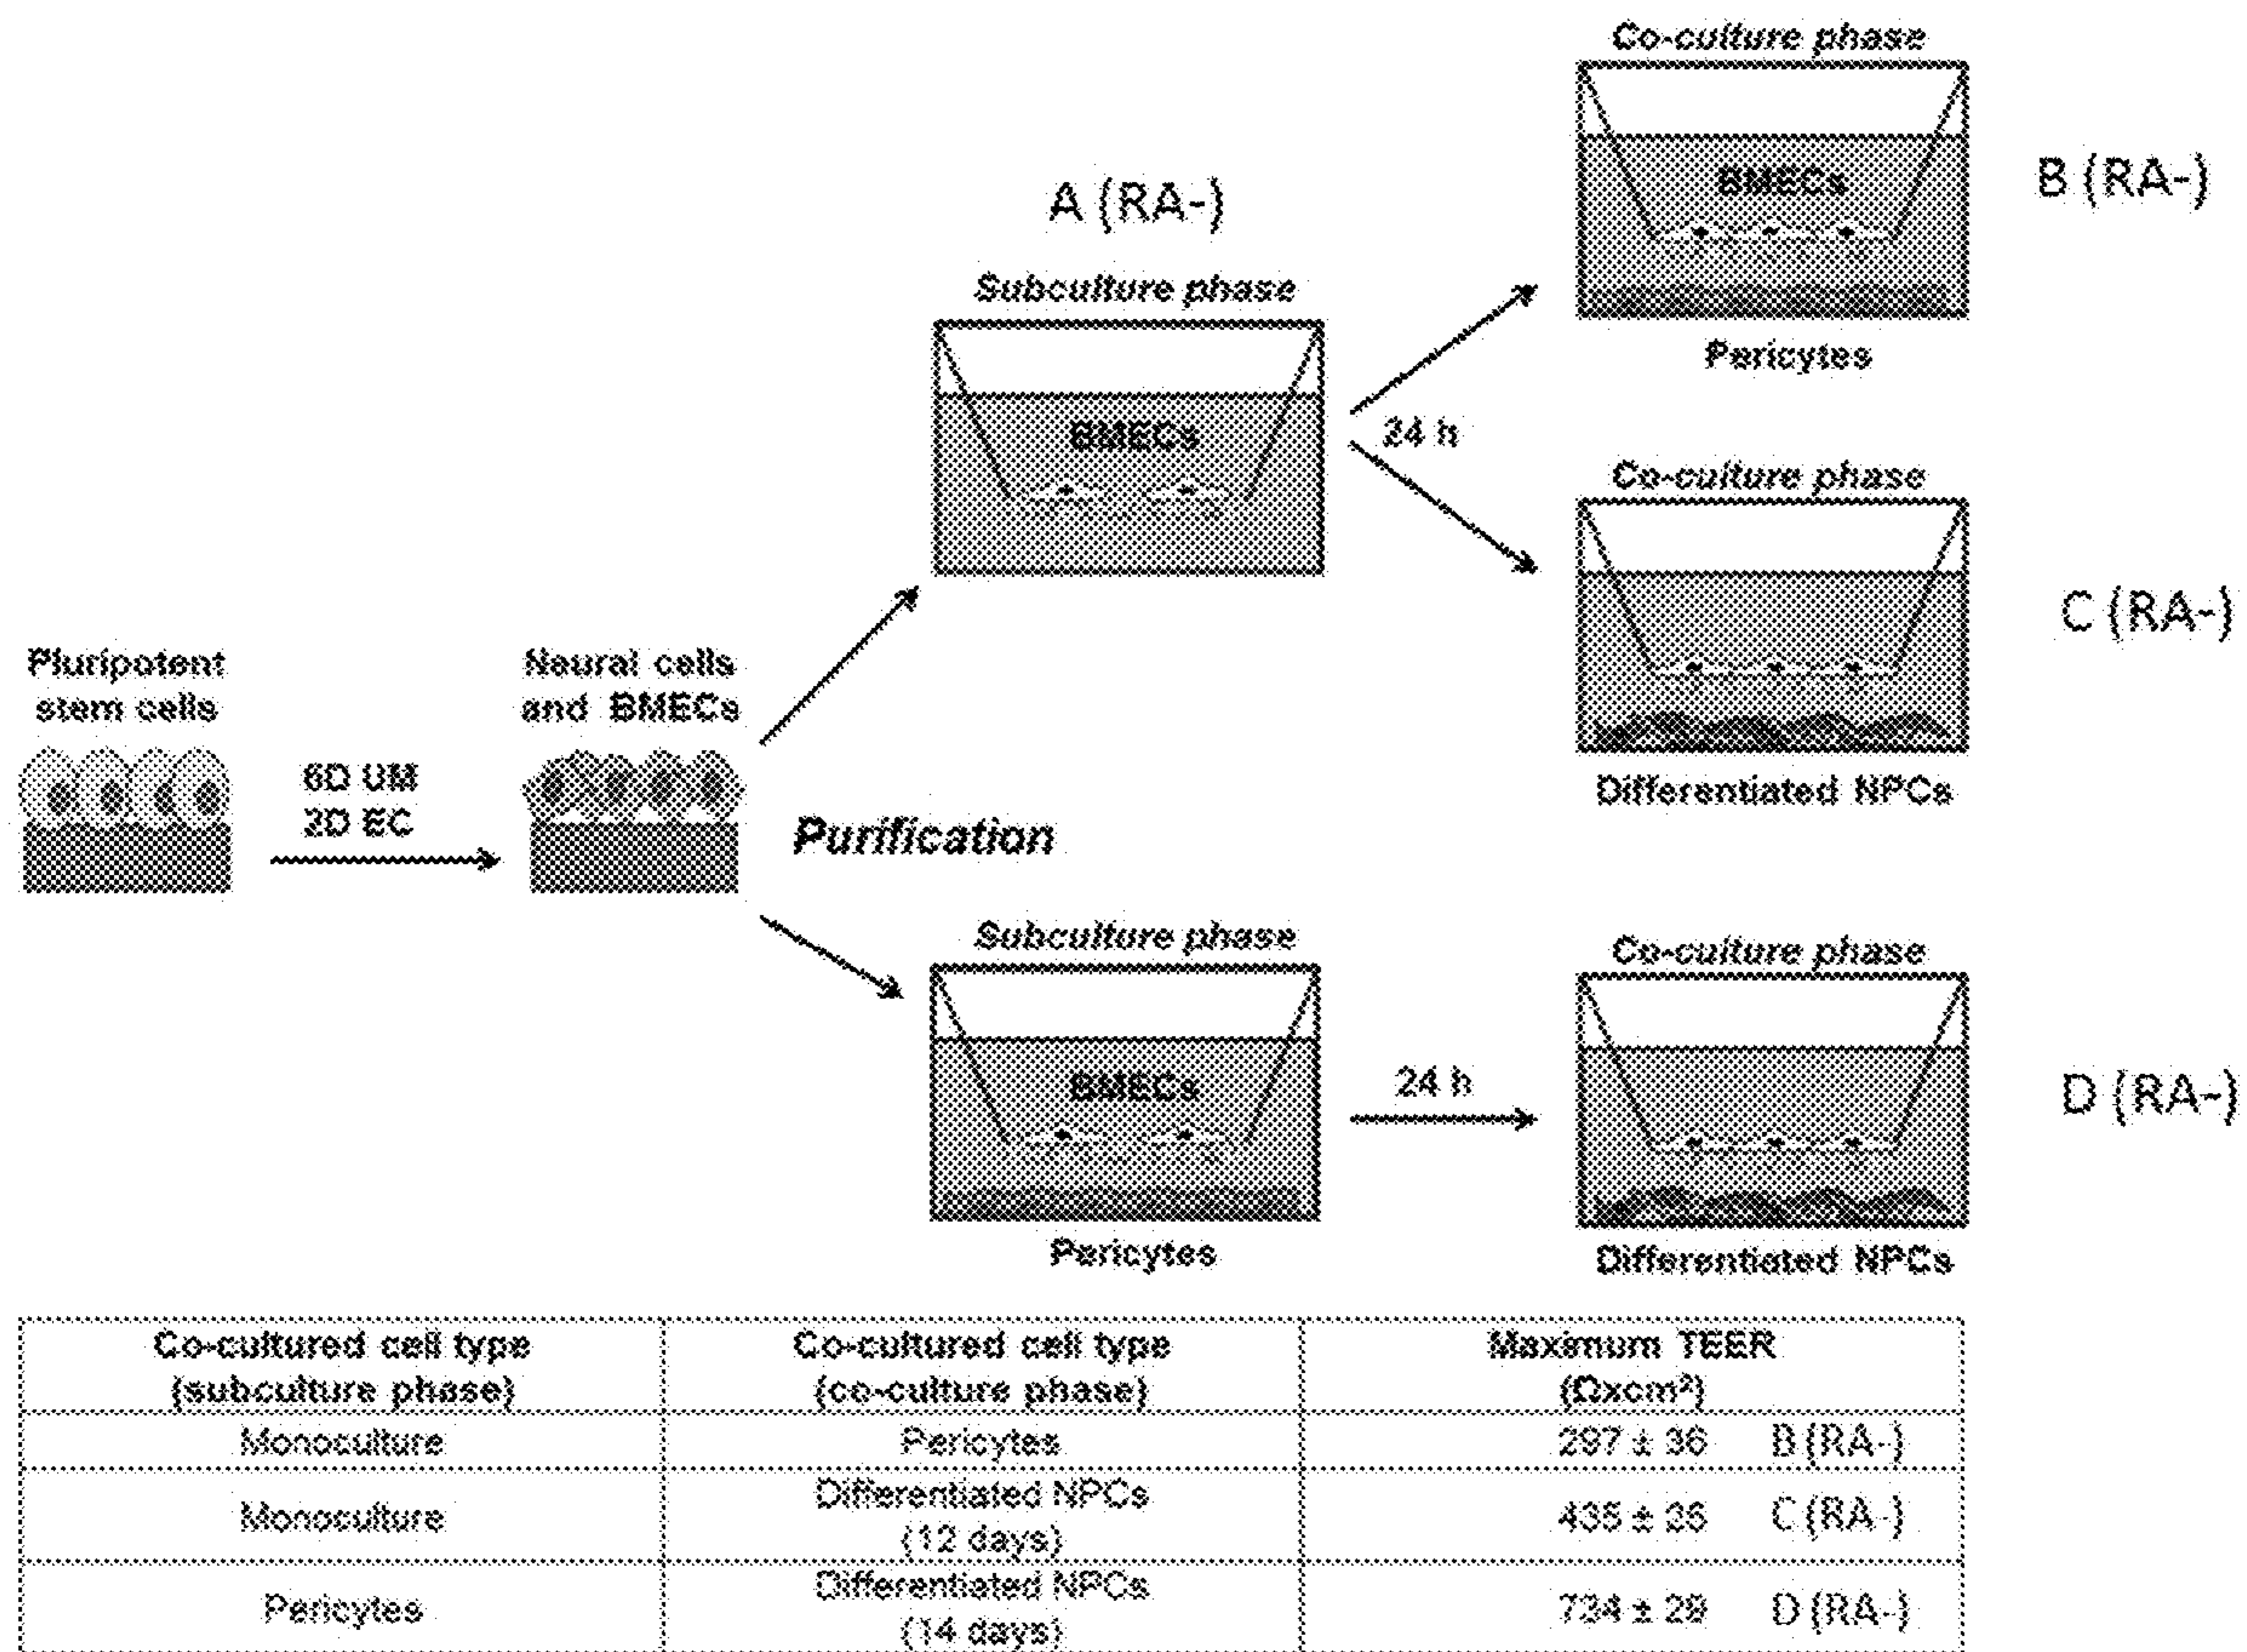 Co-culture phase
BMECs
B (RA-)
Pericytes
A (RA-)
Subculture phase
BMECs
24 h
Co-culture phase
C (RA-)
Differentiated NPCs
Pluripotent
stem cells
6D UM
2D EC
Neural cells
and BMECs
Purification
Subculture phase
BMECs
Pericytes
24 h
Co-culture phase
D (RA-)
Differentiated NPCs
Co-cultured cell type
(subculture phase)
Co-cultured cell type
(co-culture phase)
Maximum TEER
(Ωxcm²)
Monoculture
Pericytes
297 ± 36 B (RA-)
Monoculture
Differentiated NPCs
(12 days)
435 ± 25 C (RA-)
Pericytes
Differentiated NPCs
(14 days)
734 ± 29 D (RA-)